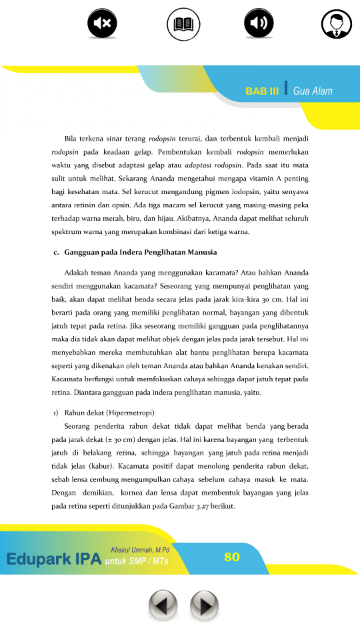 BAB III Gua Alam
Bila terkena sinar terang rodopsin terurai, dan terbentuk kembali menjadi
rodopsin pada keadaan gelap. Pembentukan kembali rodopsin memerlukan
waktu yang disebut adaptasi gelap atau adaptasi rodopsin. Pada saat itu mata
sulit untuk melihat. Sekarang Ananda mengetahui mengapa vitamin A penting
bagi kesehatan mata. Sel kerucut mengandung pigmen iodopsin, yaitu senyawa
antara retinin dan opsin. Ada tiga macam sel kerucut yang masing-masing peka
terhadap warna merah, biru, dan hijau. Akibatnya, Ananda dapat melihat seluruh
spektrum warna yang merupakan kombinasi dari ketiga warna.
c. Gangguan pada Indera Penglihatan Manusia
Adakah teman Ananda yang menggunakan kacamata? Atau bahkan Ananda
sendiri menggunakan kacamata? Seseorang yang mempunyai penglihatan yang
baik, akan dapat melihat benda secara jelas pada jarak kira-kira 30 cm. Hal ini
berarti pada orang yang memiliki penglihatan normal, bayangan yang dibentuk
jatuh tepat pada retina. Jika seseorang memiliki gangguan pada penglihatannya
maka dia tidak akan dapat melihat objek dengan jelas pada jarak tersebut. Hal ini
menyebabkan mereka membutuhkan alat bantu penglihatan berupa kacamata
seperti yang dikenakan oleh teman Ananda atau bahkan Ananda kenakan sendiri.
Kacamata berfungsi untuk memfokuskan cahaya sehingga dapat jatuh tepat pada
retina. Diantara gangguan pada indera penglihatan manusia, yaitu.
1) Rabun dekat (Hipermetropi)
Seorang penderita rabun dekat tidak dapat melihat benda yang berada
pada jarak dekat (± 30 cm) dengan jelas. Hal ini karena bayangan yang terbentuk
jatuh di belakang retina, sehingga bayangan yang jatuh pada retina menjadi
tidak jelas (kabur). Kacamata positif dapat menolong penderita rabun dekat,
sebab lensa cembung mengumpulkan cahaya sebelum cahaya masuk ke mata.
Dengan demikian, kornea dan lensa dapat membentuk bayangan yang jelas
pada retina seperti ditunjukkan pada Gambar 3.27 berikut.
Khairul Ummah, M.Pd
Edupark IPA untuk SMP / MTs
80